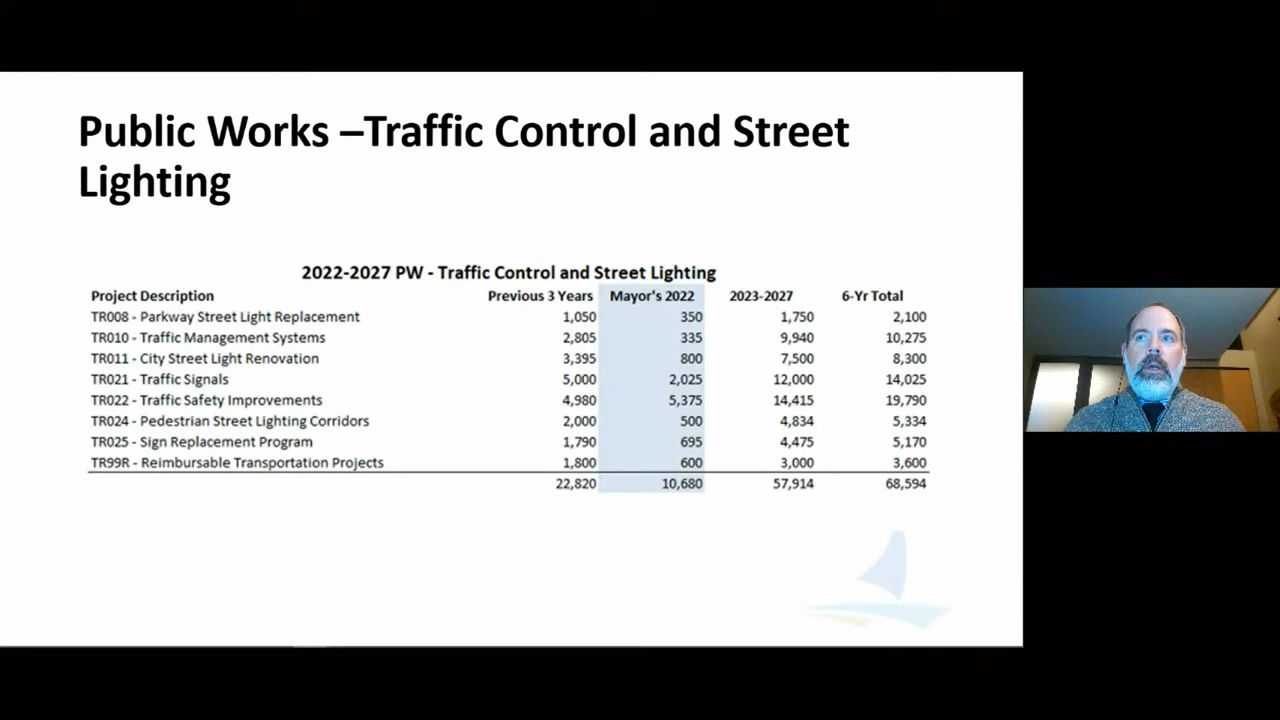 Public Works –Traffic Control and Street
Lighting
2022-2027 PW - Traffic Control and Street Lighting
Project Description Previous 3 Years Mayor's 2022 2023-2027 6-Yr Total
TR008 - Parkway Street Light Replacement 1,050 350 1,750 2,100
TR010 - Traffic Management Systems 2,805 335 9,940 10,275
TR011 - City Street Light Renovation 3,395 800 7,500 8,300
TR021 - Traffic Signals 5,000 2,025 12,000 14,025
TR022 - Traffic Safety Improvements 4,980 5,375 14,415 19,790
TR024 - Pedestrian Street Lighting Corridors 2,000 500 4,834 5,334
TR025 - Sign Replacement Program 1,790 695 4,475 5,170
TR99R - Reimbursable Transportation Projects 1,800 600 3,000 3,600
22,820 10,680 57,914 68,594